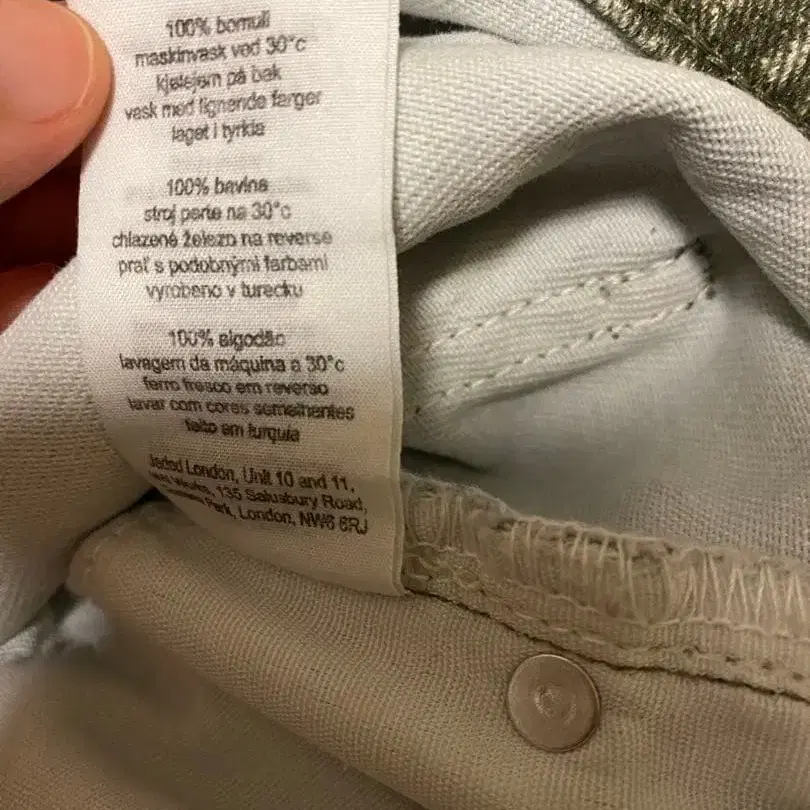 100% bomull
maskinvask ved 30°c
kjølejern på bak
vask med lignende farger
laget i tyrkia
100% bavlna
stroj perte na 30°c
chlazené železo na reverse
prať s podobnými farbami
vyrobeno v turecku
100% algodão
lavagem da máquina a 30°c
ferro fresco em reverso
lavar com cores semelhantes
feito em turquia
Jaded London, Unit 10 and 11,
Works, 135 Salusbury Road,
Park, London, NW6 6RJ